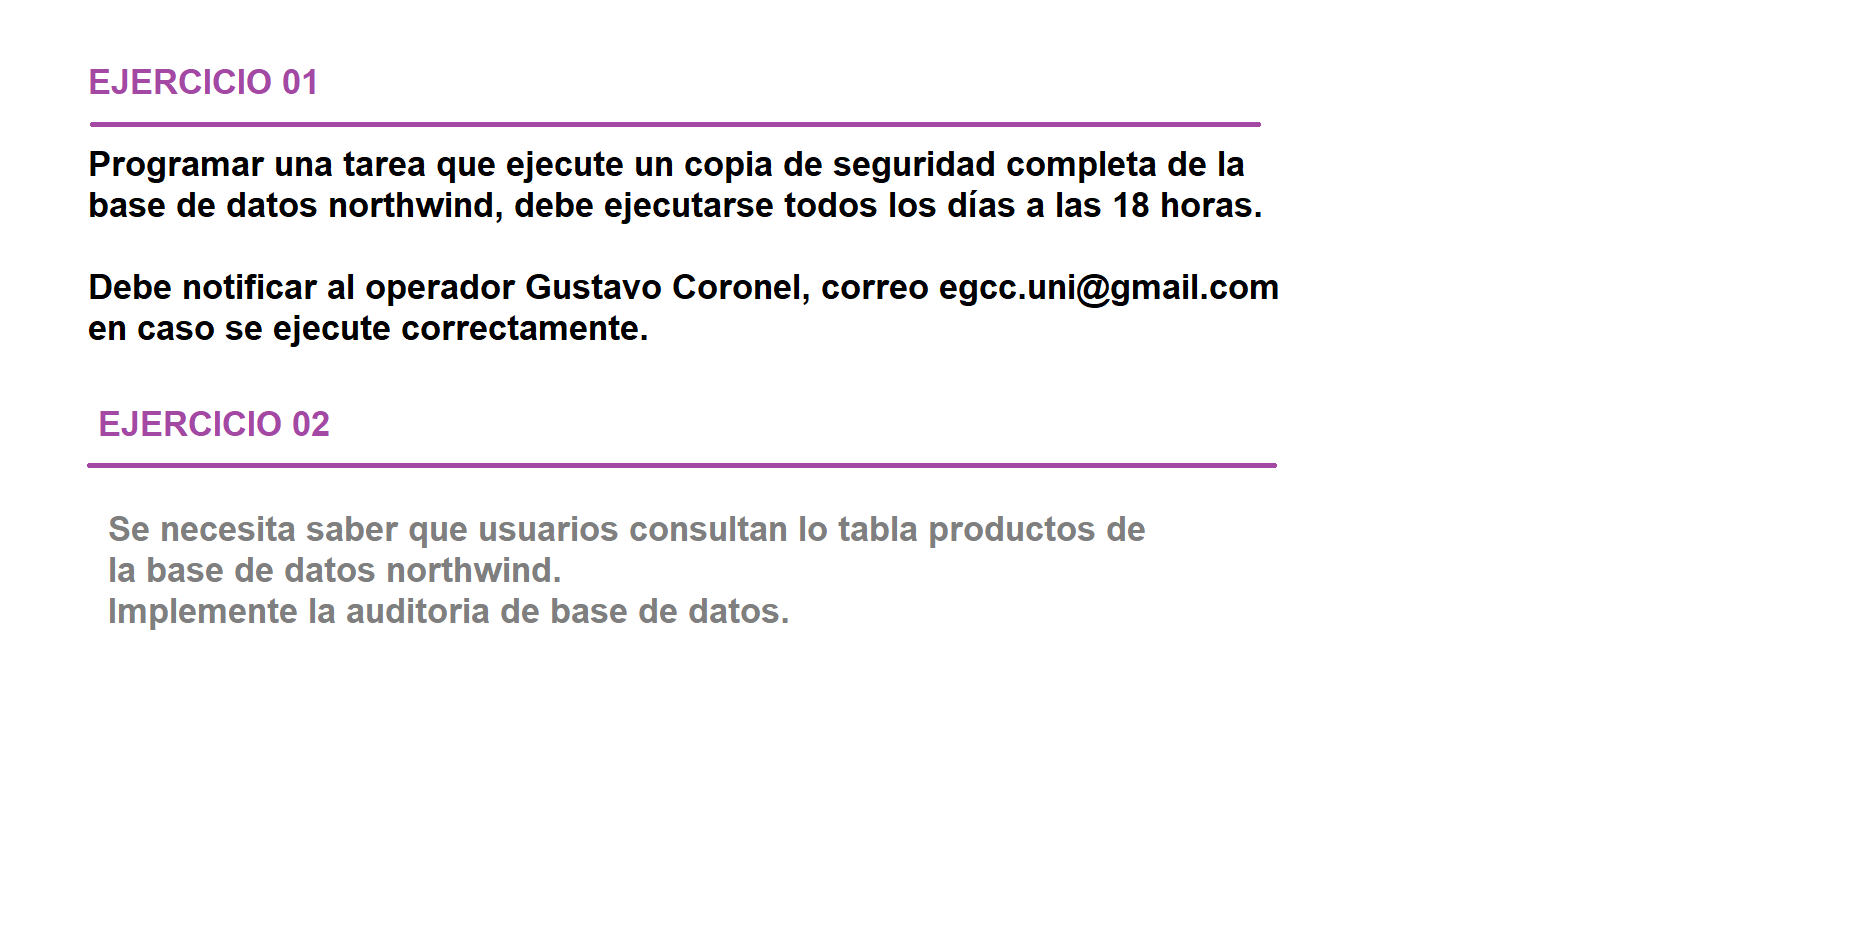 EJERCICIO 01
Programar una tarea que ejecute un copia de seguridad completa de la
base de datos northwind, debe ejecutarse todos los días a las 18 horas.
Debe notificar al operador Gustavo Coronel, correo egcc.uni@gmail.com
en caso se ejecute correctamente.
EJERCICIO 02
Se necesita saber que usuarios consultan lo tabla productos de
la base de datos northwind.
Implemente la auditoria de base de datos.